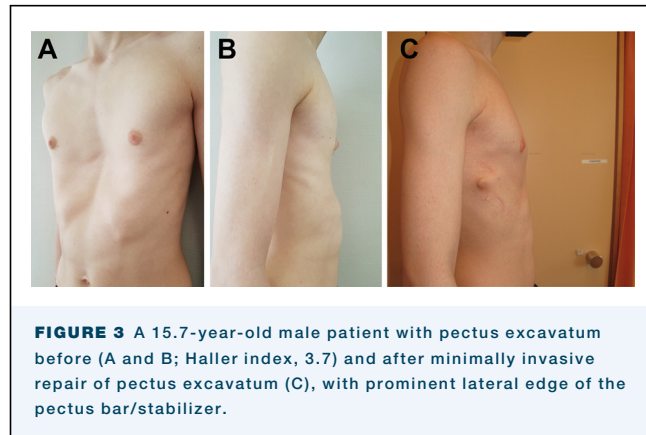 A B C
FIGURE 3 A 15.7-year-old male patient with pectus excavatum
before (A and B; Haller index, 3.7) and after minimally invasive
repair of pectus excavatum (C), with prominent lateral edge of the
pectus bar/stabilizer.